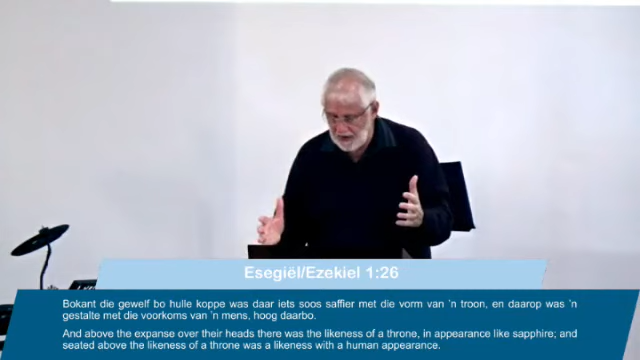 Esegiël/Ezekiel 1:26
Bokant die gewelf bo hulle koppe was daar iets soos saffier met die vorm van 'n troon, en daarop was 'n
gestalte met die voorkoms van 'n mens, hoog daarbo.
And above the expanse over their heads there was the likeness of a throne, in appearance like sapphire; and
seated above the likeness of a throne was a likeness with a human appearance.